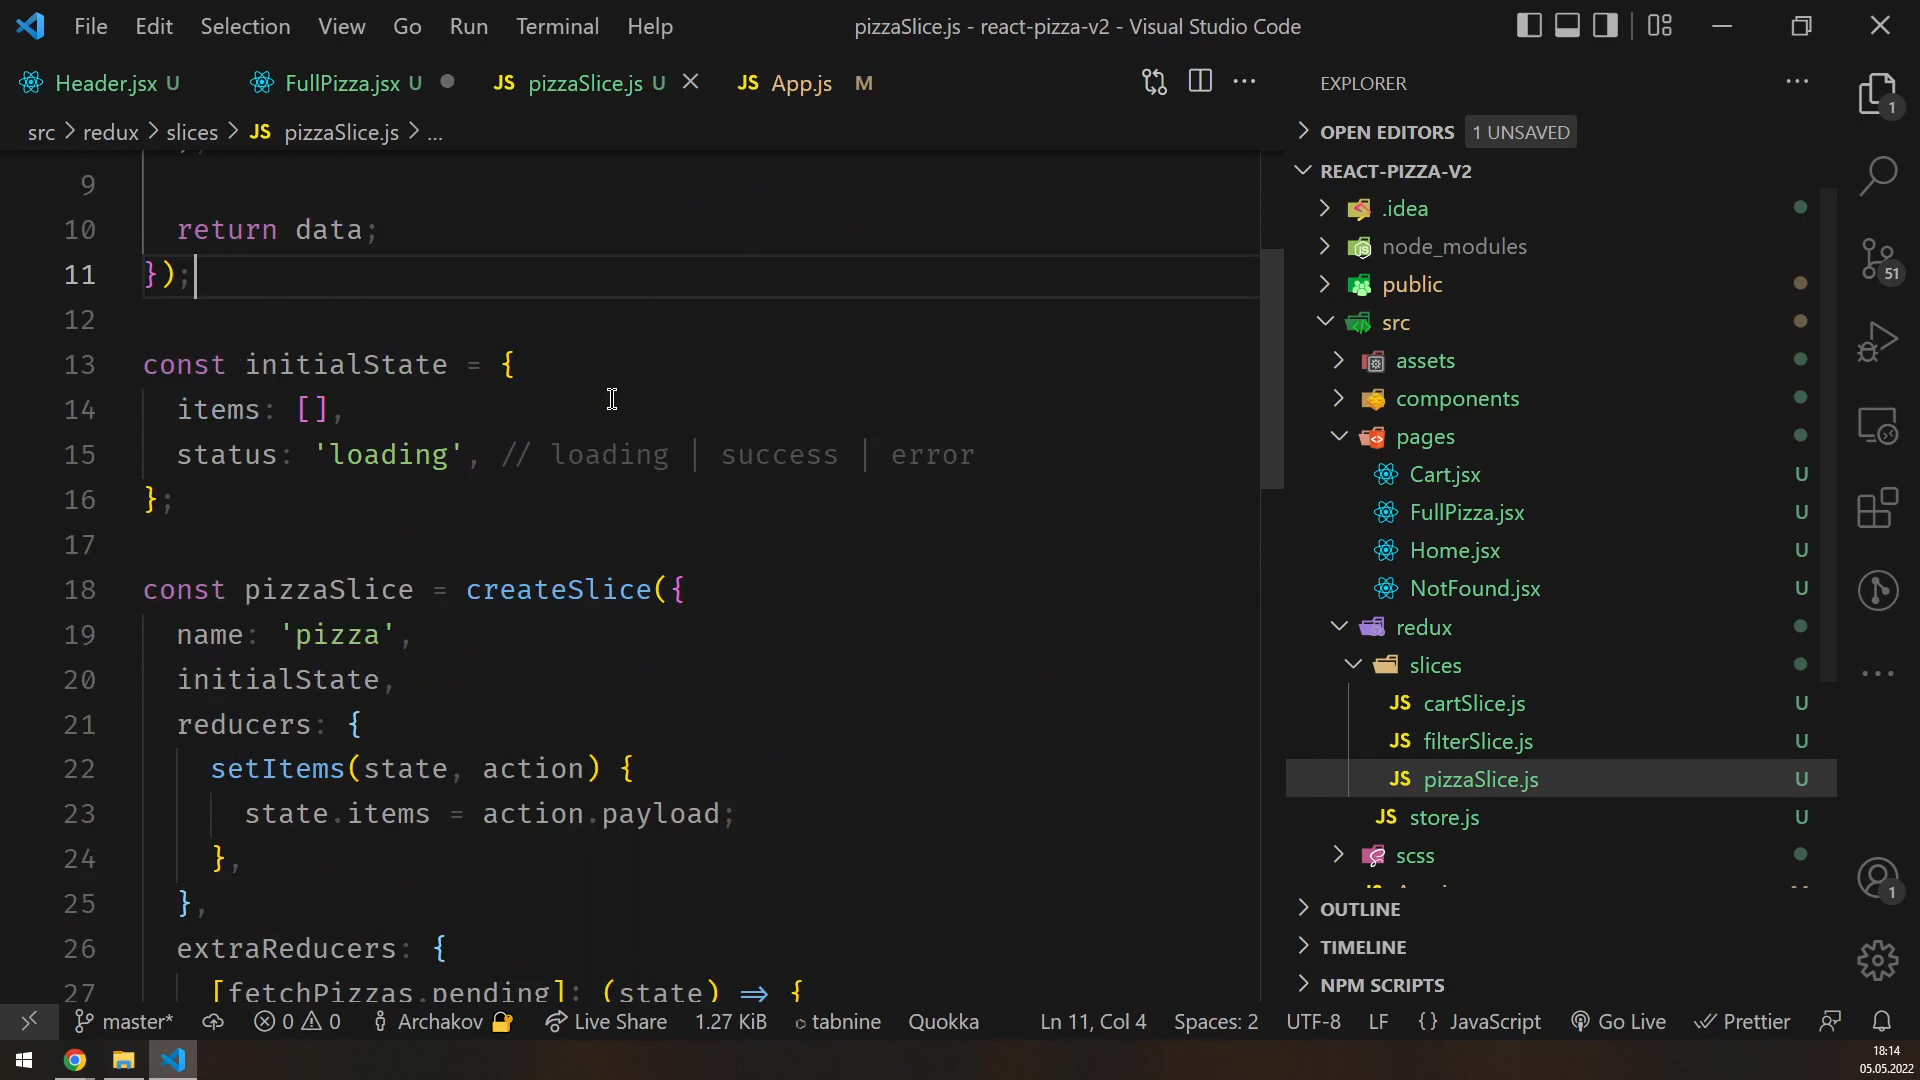 File Edit Selection View Go Run Terminal Help
pizzaSlice.js - react-pizza-v2 - Visual Studio Code
Header.jsx U
FullPizza.jsx U
JS pizzaSlice.js U
JS App.js M
src > redux > slices > JS pizzaSlice.js > ...
9
10 return data;
11 });
12
13 const initialState = {
14 items: [],
15 status: 'loading', // loading | success | error
16 };
17
18 const pizzaSlice = createSlice({
19 name: 'pizza',
20 initialState,
21 reducers: {
22 setItems(state, action) {
23 state.items = action.payload;
24 },
25 },
26 extraReducers: {
27 [fetchPizzas.pending]: (state) => {
EXPLORER
OPEN EDITORS 1 UNSAVED
REACT-PIZZA-V2
.idea
node_modules
public
src
assets
components
pages
Cart.jsx U
FullPizza.jsx U
Home.jsx U
NotFound.jsx U
redux
slices
JS cartSlice.js U
JS filterSlice.js U
JS pizzaSlice.js U
JS store.js U
scss
OUTLINE
TIMELINE
NPM SCRIPTS
1
51
1
master*
0 0
Archakov
Live Share
1.27 KiB
tabnine
Quokka
Ln 11, Col 4
Spaces: 2
UTF-8
LF
{} JavaScript
Go Live
Prettier
18:14
05.05.2022